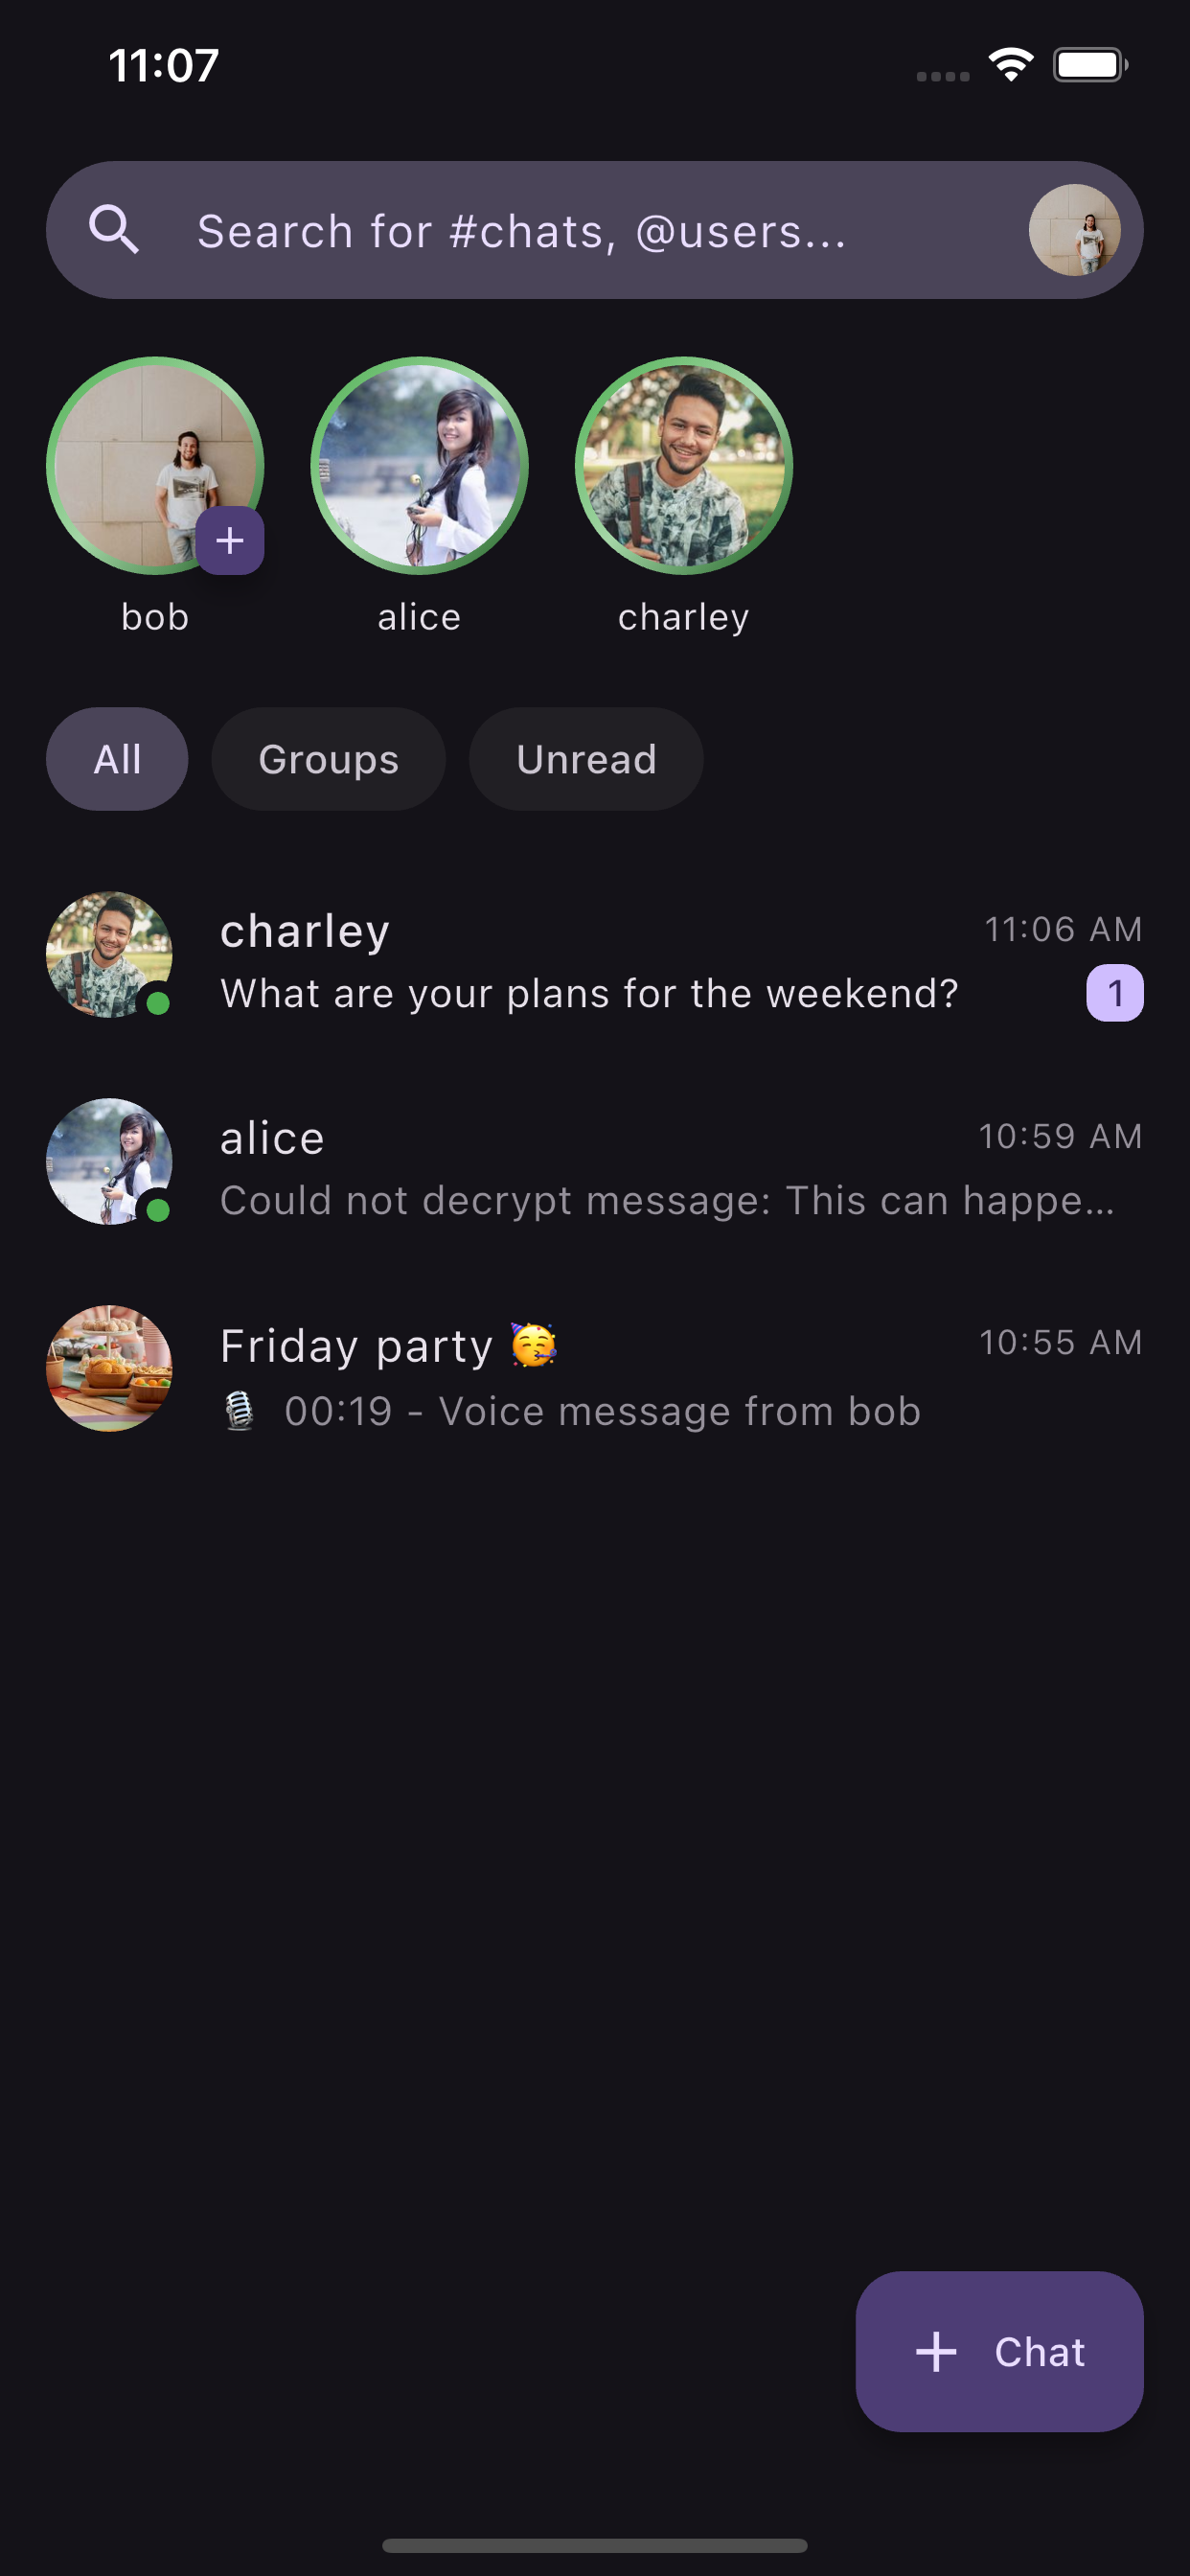 11:07
Search for #chats, @users...
bob alice charley
All Groups Unread
charley 11:06 AM
What are your plans for the weekend? 1
alice 10:59 AM
Could not decrypt message: This can happe...
Friday party 🥳 10:55 AM
🎙️ 00:19 - Voice message from bob
+ Chat